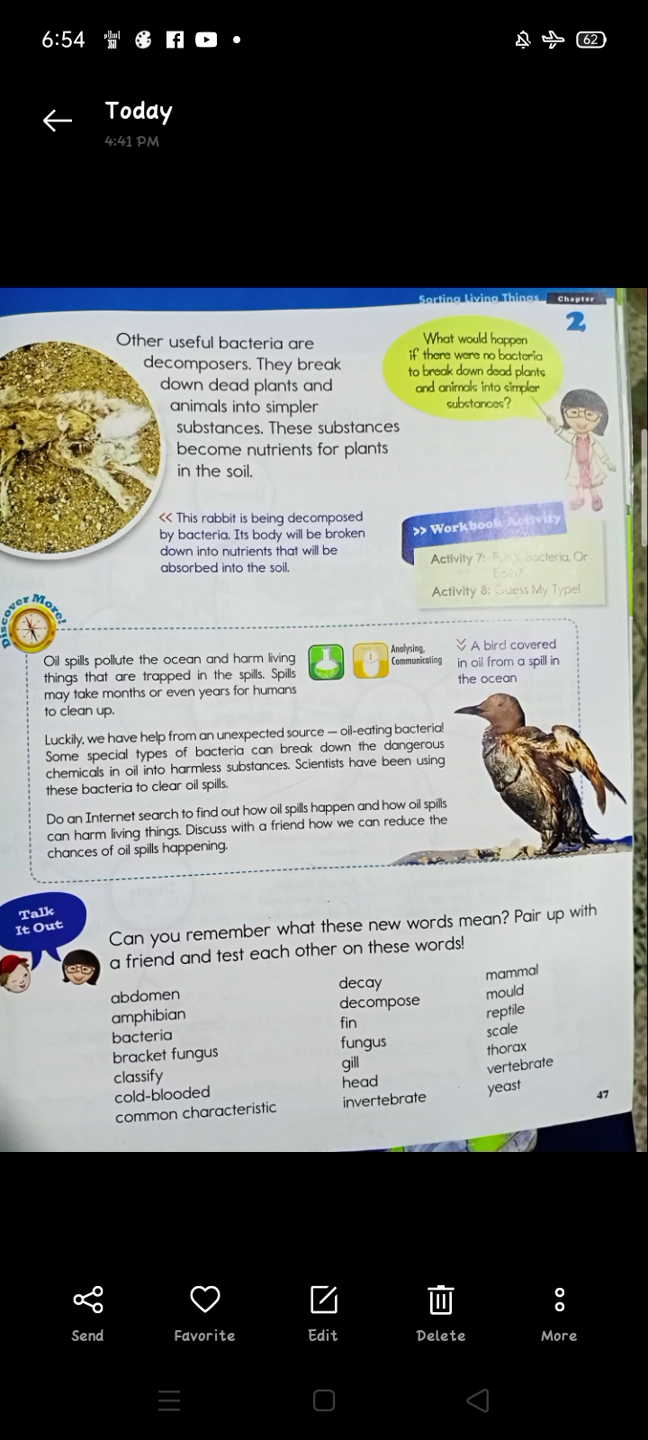 6:54
62
Today
4:41 PM
Sorting Living Things Chapter
2
Other useful bacteria are
decomposers. They break
down dead plants and
animals into simpler
substances. These substances
become nutrients for plants
in the soil.
What would happen
if there were no bacteria
to break down dead plants
and animals into simpler
substances?
<< This rabbit is being decomposed
by bacteria. Its body will be broken
down into nutrients that will be
absorbed into the soil.
>> Workbook Activity
Activity 7: Fungi, Bacteria, Or
Both?
Activity 8: Guess My Type!
Discover More!
Oil spills pollute the ocean and harm living
things that are trapped in the spills. Spills
may take months or even years for humans
to clean up.
Analysing,
Communicating
A bird covered
in oil from a spill in
the ocean
Luckily, we have help from an unexpected source — oil-eating bacteria!
Some special types of bacteria can break down the dangerous
chemicals in oil into harmless substances. Scientists have been using
these bacteria to clear oil spills.
Do an Internet search to find out how oil spills happen and how oil spills
can harm living things. Discuss with a friend how we can reduce the
chances of oil spills happening.
Talk
It Out
Can you remember what these new words mean? Pair up with
a friend and test each other on these words!
abdomen
amphibian
bacteria
bracket fungus
classify
cold-blooded
common characteristic
decay
decompose
fin
fungus
gill
head
invertebrate
mammal
mould
reptile
scale
thorax
vertebrate
yeast
47
Send
Favorite
Edit
Delete
More